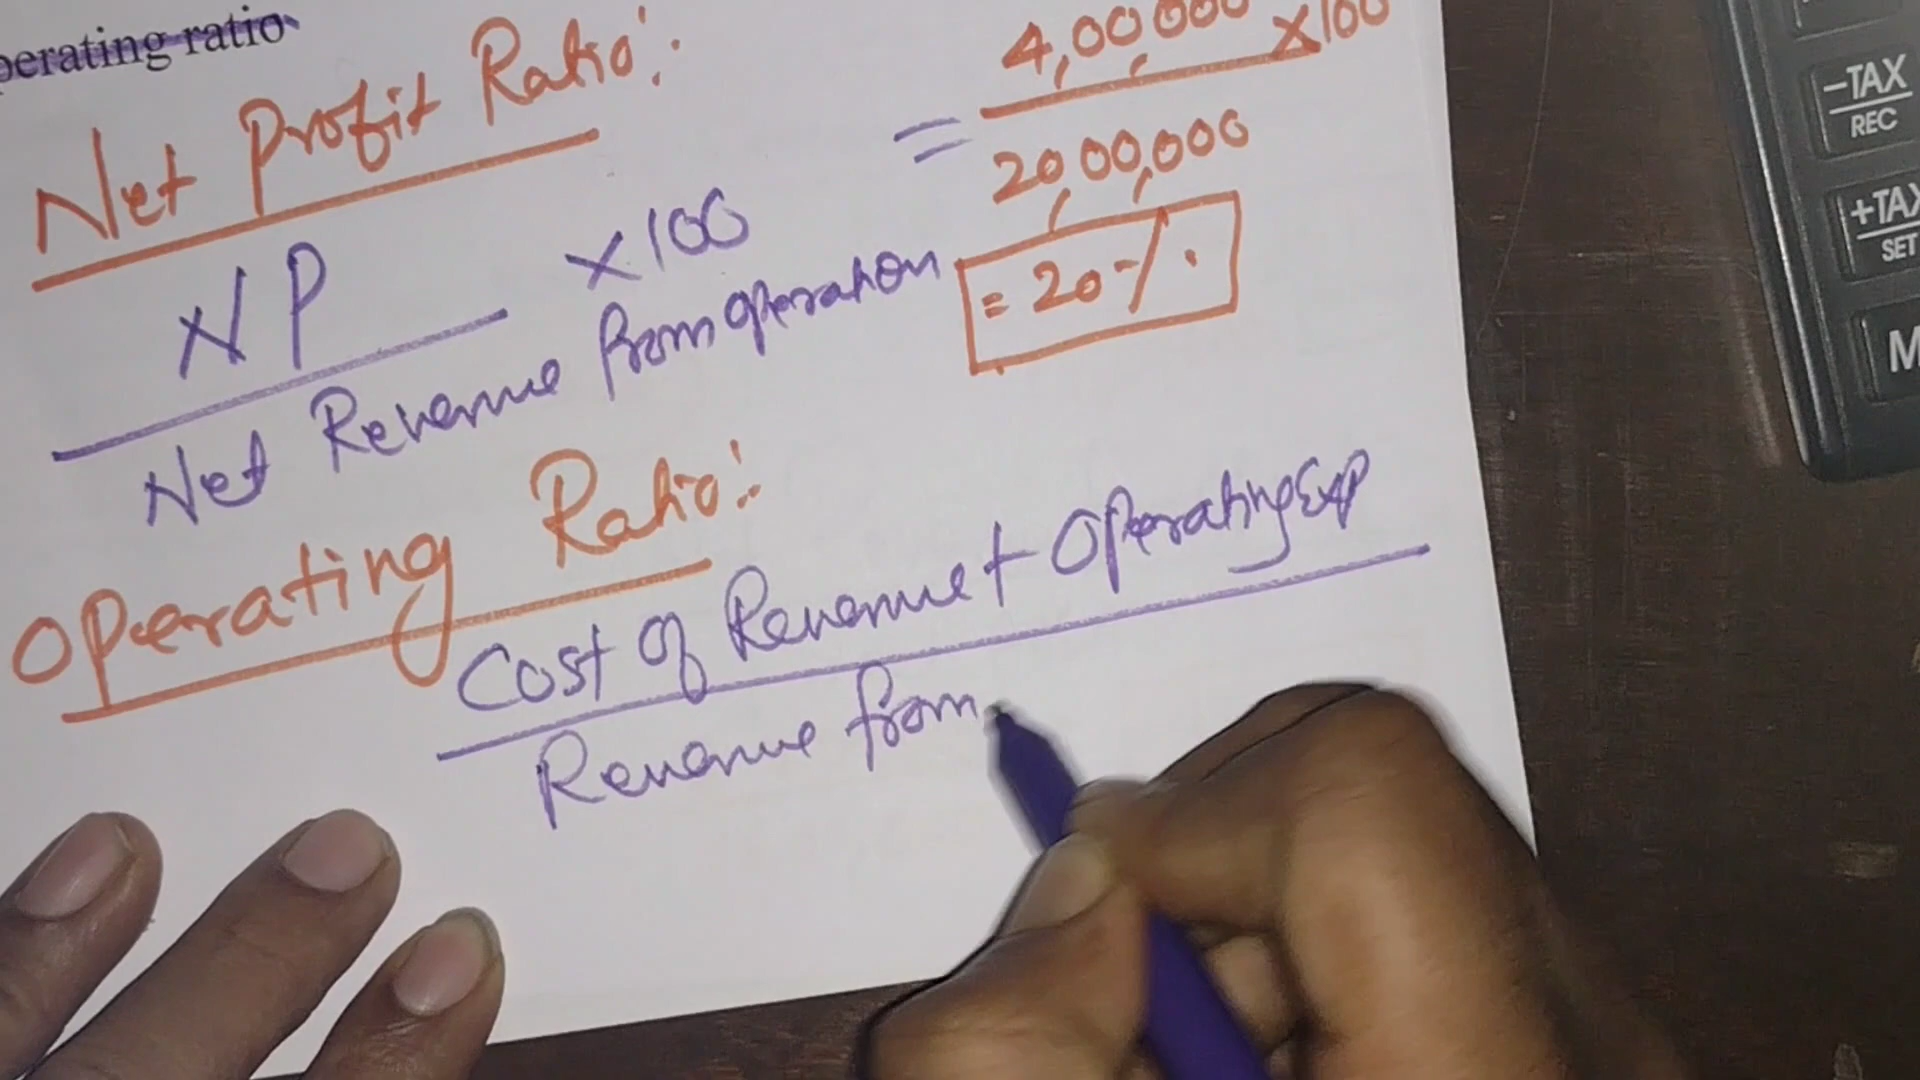 perating ratio
Net Profit Ratio:
NP × 100
Net Revenue from operation
= 4,00,000 × 100
20,00,000
= 20%
Operating Ratio:
Cost of Revenue + Operating Exp
Revenue from
-TAX
REC
+TAX
SET
M